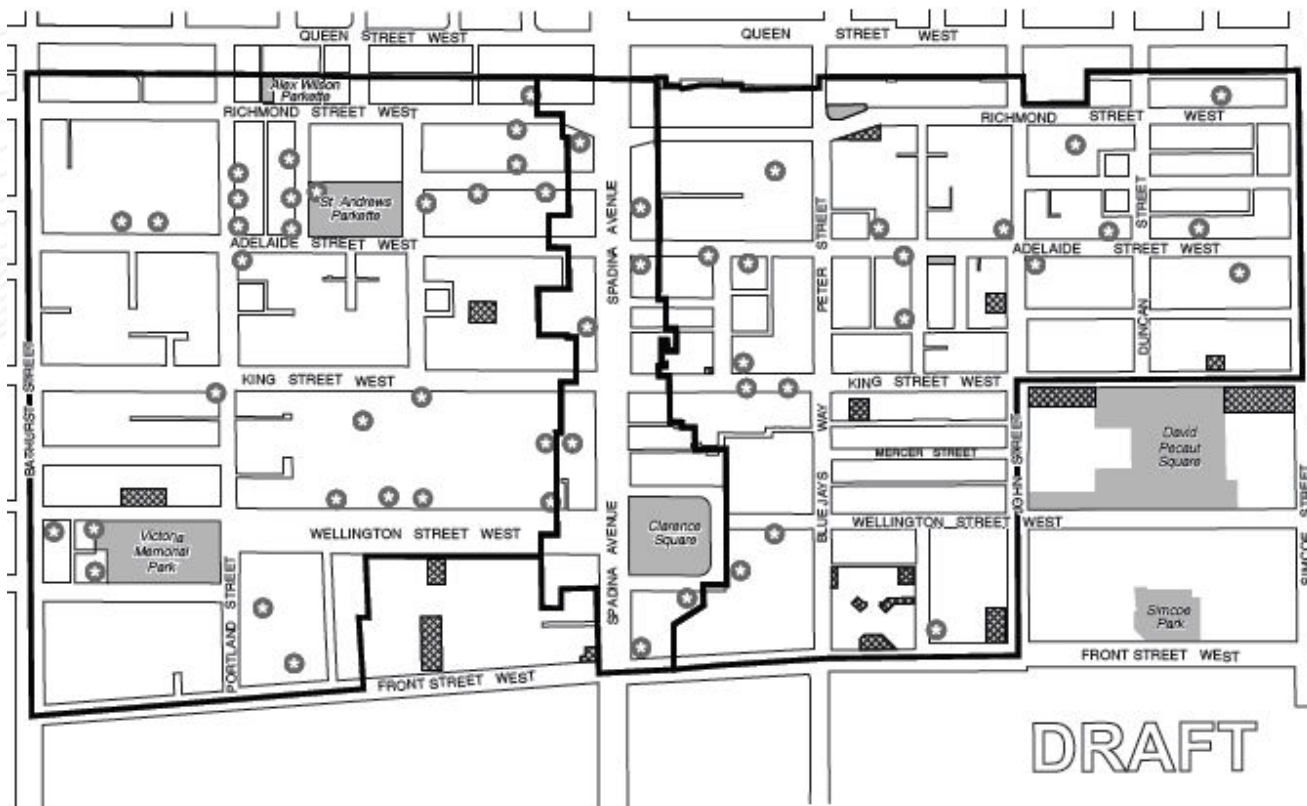 QUEEN STREET WEST
QUEEN STREET WEST
Alex Wilson
Parkette
RICHMOND STREET WEST
RICHMOND STREET WEST
St. Andrews
Parkette
SPADINA AVENUE
PETER STREET
STREET
DUNCAN
ADELAIDE STREET WEST
ADELAIDE STREET WEST
BATHURST STREET
KING STREET WEST
KING STREET WEST
JOHN STREET
David
Pecaut
Square
MERCER STREET
BLUE JAYS WAY
Victoria
Memorial
Park
WELLINGTON STREET WEST
SPADINA AVENUE
Clarence
Square
WELLINGTON STREET WEST
SIMCOE STREET
PORTLAND STREET
Simcoe
Park
FRONT STREET WEST
FRONT STREET WEST
DRAFT